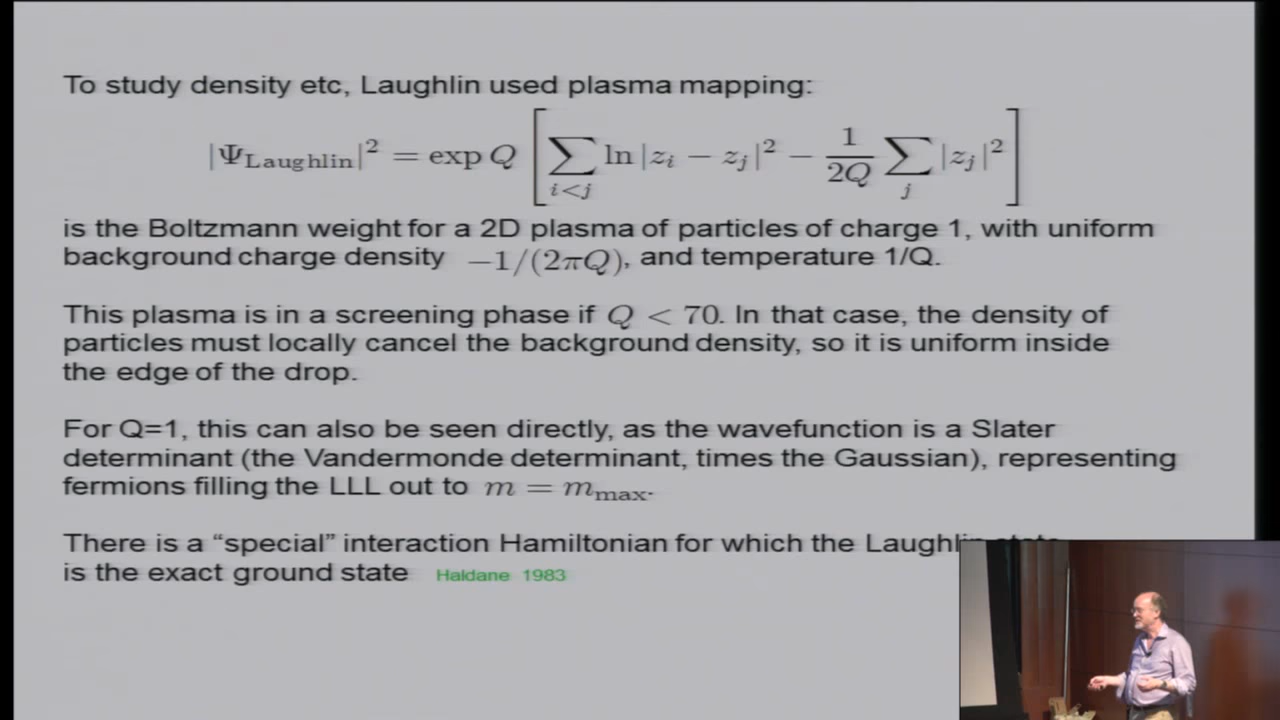 To study density etc, Laughlin used plasma mapping:
|Ψ_Laughlin|² = exp Q [ ∑_{i<j} ln |z_i − z_j|² − 1/(2Q) ∑_j |z_j|² ]
is the Boltzmann weight for a 2D plasma of particles of charge 1, with uniform
background charge density −1/(2πQ), and temperature 1/Q.
This plasma is in a screening phase if Q < 70. In that case, the density of
particles must locally cancel the background density, so it is uniform inside
the edge of the drop.
For Q=1, this can also be seen directly, as the wavefunction is a Slater
determinant (the Vandermonde determinant, times the Gaussian), representing
fermions filling the LLL out to m = m_max.
There is a “special” interaction Hamiltonian for which the Laughlin state
is the exact ground state Haldane 1983